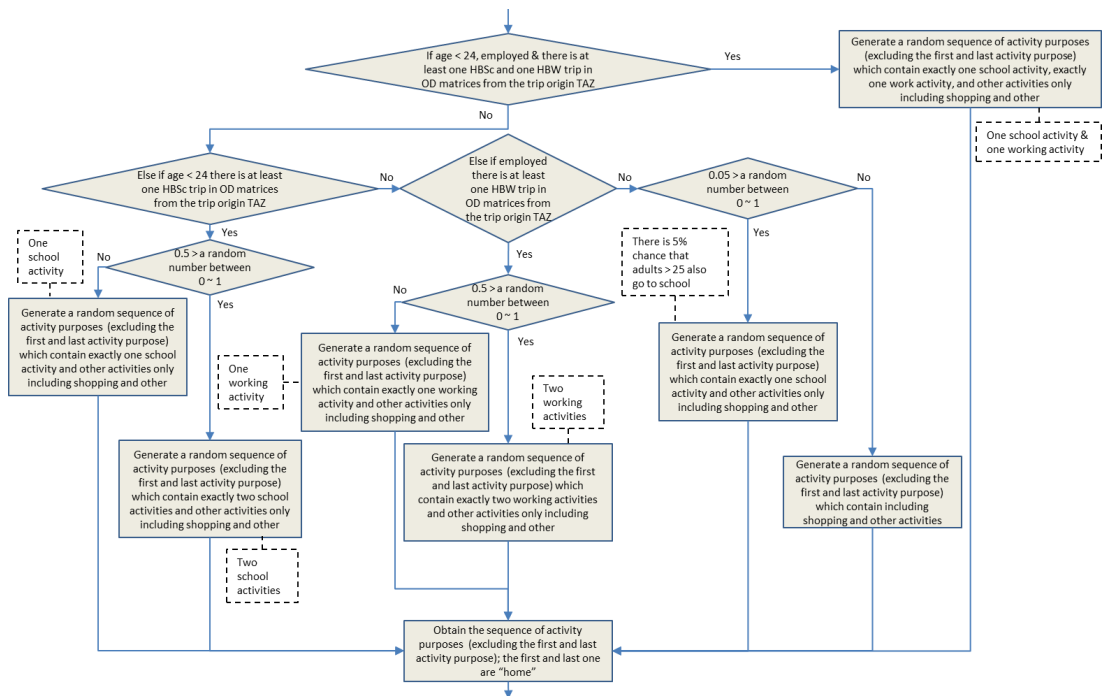 If age < 24, employed & there is at
least one HBSc and one HBW trip in
OD matrices from the trip origin TAZ
Yes
Generate a random sequence of activity purposes
(excluding the first and last activity purpose)
which contain exactly one school activity, exactly
one work activity, and other activities only
including shopping and other
No
One school activity &
one working activity
Else if age < 24 there is at least
one HBSc trip in OD matrices
from the trip origin TAZ
No
Else if employed
there is at least
one HBW trip in
OD matrices from
the trip origin TAZ
No
0.05 > a random
number between
0 ~ 1
No
Yes
Yes
Yes
One
school
activity
No
0.5 > a random
number between
0 ~ 1
Yes
There is 5%
chance that
adults > 25 also
go to school
No
0.5 > a random
number between
0 ~ 1
Yes
Generate a random sequence of
activity purposes (excluding the
first and last activity purpose)
which contain exactly one school
activity and other activities only
including shopping and other
One
working
activity
Generate a random sequence of
activity purposes (excluding the
first and last activity purpose)
which contain exactly one working
activity and other activities only
including shopping and other
Two
working
activities
Generate a random sequence of
activity purposes (excluding the
first and last activity purpose)
which contain exactly one school
activity and other activities only
including shopping and other
Generate a random sequence of
activity purposes (excluding the
first and last activity purpose)
which contain exactly two school
activities and other activities only
including shopping and other
Generate a random sequence of
activity purposes (excluding the first
and last activity purpose) which
contain exactly two working activities
and other activities only including
shopping and other
Generate a random sequence of
activity purposes (excluding the
first and last activity purpose)
which contain including
shopping and other activities
Two
school
activities
Obtain the sequence of activity
purposes (excluding the first and last
activity purpose); the first and last one
are “home”